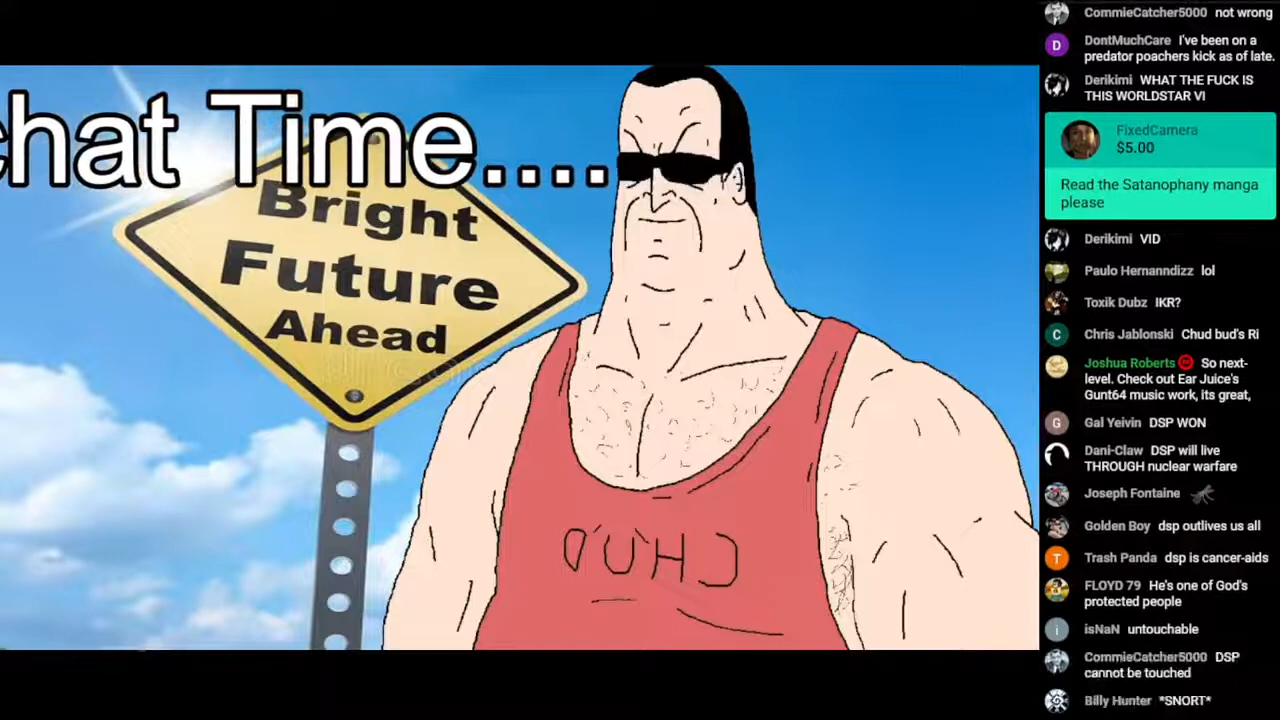 chat Time....
Bright
Future
Ahead
CHUD
CommieCatcher5000 not wrong
DontMuchCare I've been on a
predator poachers kick as of late.
Derikimi WHAT THE FUCK IS
THIS WORLDSTAR VI
FixedCamera
$5.00
Read the Satanophany manga
please
Derikimi VID
Paulo Hernanndizz lol
Toxik Dubz IKR?
Chris Jablonski Chud bud's Ri
Joshua Roberts So next-
level. Check out Ear Juice's
Gunt64 music work, its great,
Gal Yeivin DSP WON
Dani-Claw DSP will live
THROUGH nuclear warfare
Joseph Fontaine
Golden Boy dsp outlives us all
Trash Panda dsp is cancer-aids
FLOYD 79 He's one of God's
protected people
isNaN untouchable
CommieCatcher5000 DSP
cannot be touched
Billy Hunter *SNORT*